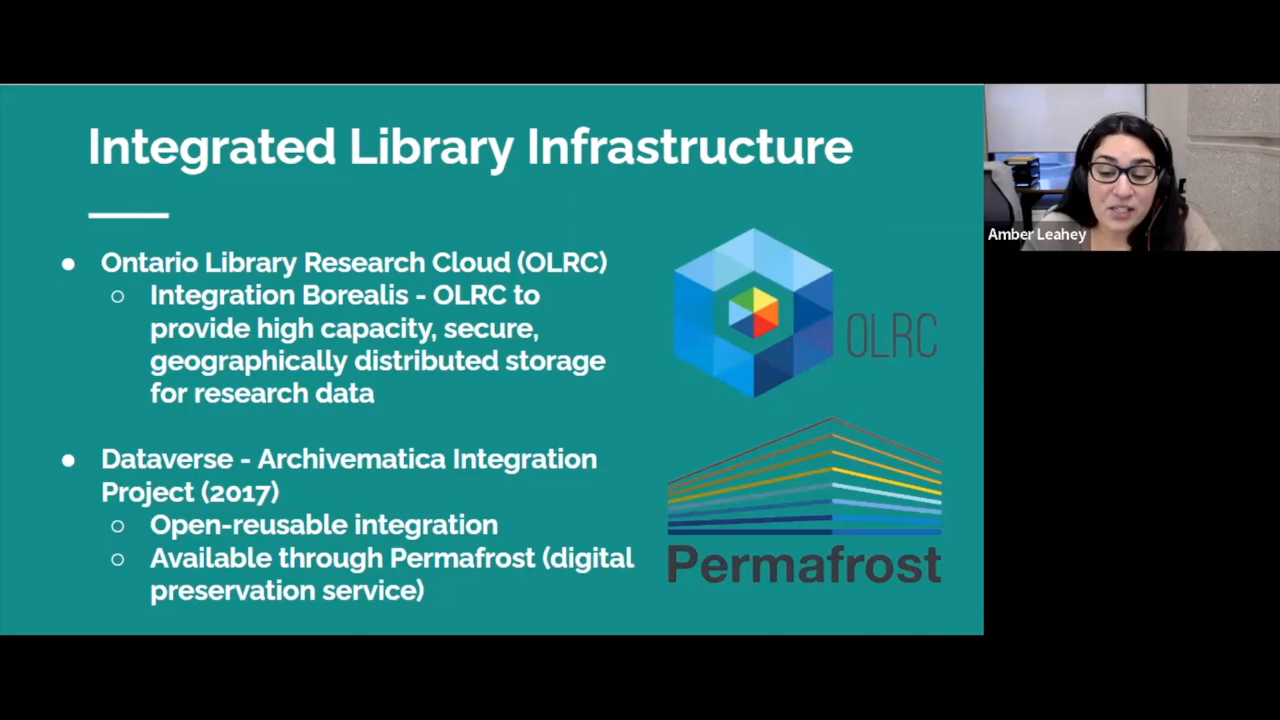 Integrated Library Infrastructure
● Ontario Library Research Cloud (OLRC)
○ Integration Borealis - OLRC to
provide high capacity, secure,
geographically distributed storage
for research data
● Dataverse - Archivematica Integration
Project (2017)
○ Open-reusable integration
○ Available through Permafrost (digital
preservation service)
OLRC
Permafrost
Amber Leahey